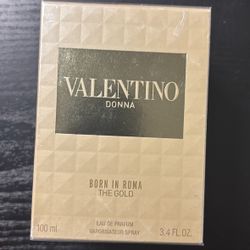 VALENTINO
DONNA
BORN IN ROMA
THE GOLD
EAU DE PARFUM
100 ml VAPORISATEUR SPRAY 3.4 FL. OZ.